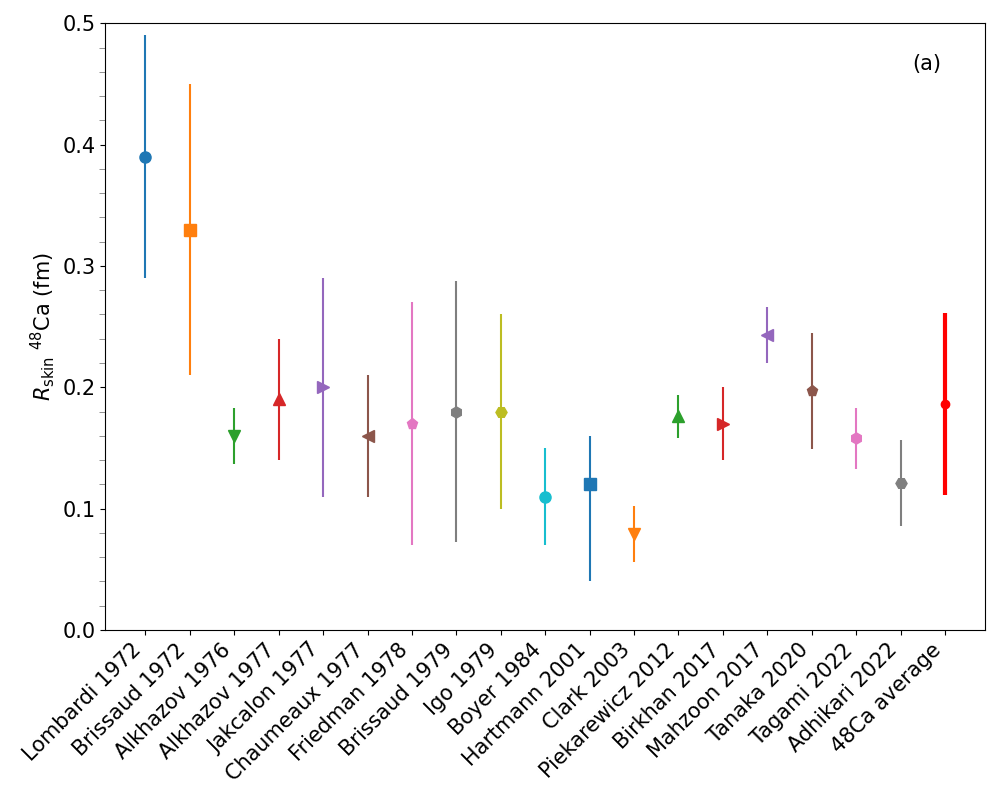 (a)
0.5
0.4
0.3
0.2
0.1
0.0
R_skin ⁴⁸Ca (fm)
Lombardi 1972
Brissaud 1972
Alkhazov 1976
Alkhazov 1977
Jakcalon 1977
Chaumeaux 1977
Friedman 1978
Brissaud 1979
Igo 1979
Boyer 1984
Hartmann 2001
Clark 2003
Piekarewicz 2012
Birkhan 2017
Mahzoon 2017
Tanaka 2020
Tagami 2022
Adhikari 2022
48Ca average